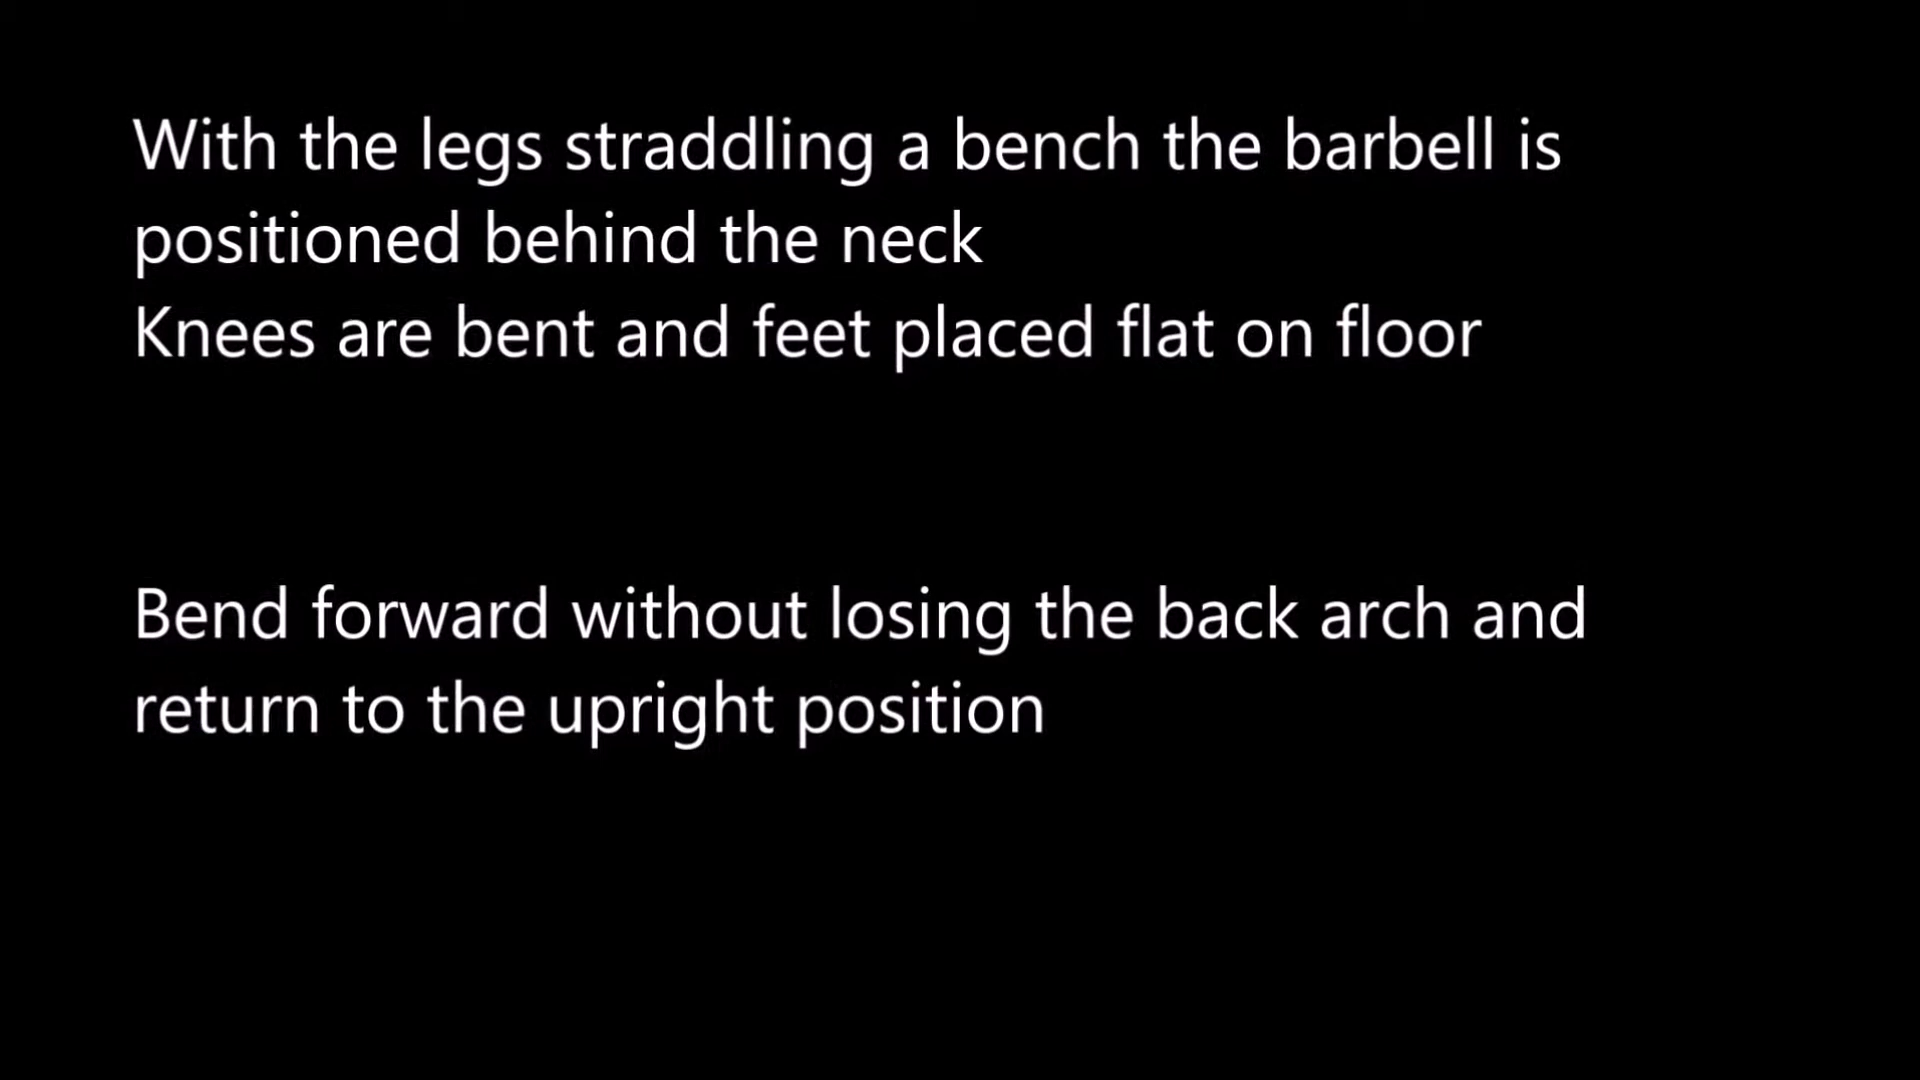 With the legs straddling a bench the barbell is
positioned behind the neck
Knees are bent and feet placed flat on floor
Bend forward without losing the back arch and
return to the upright position